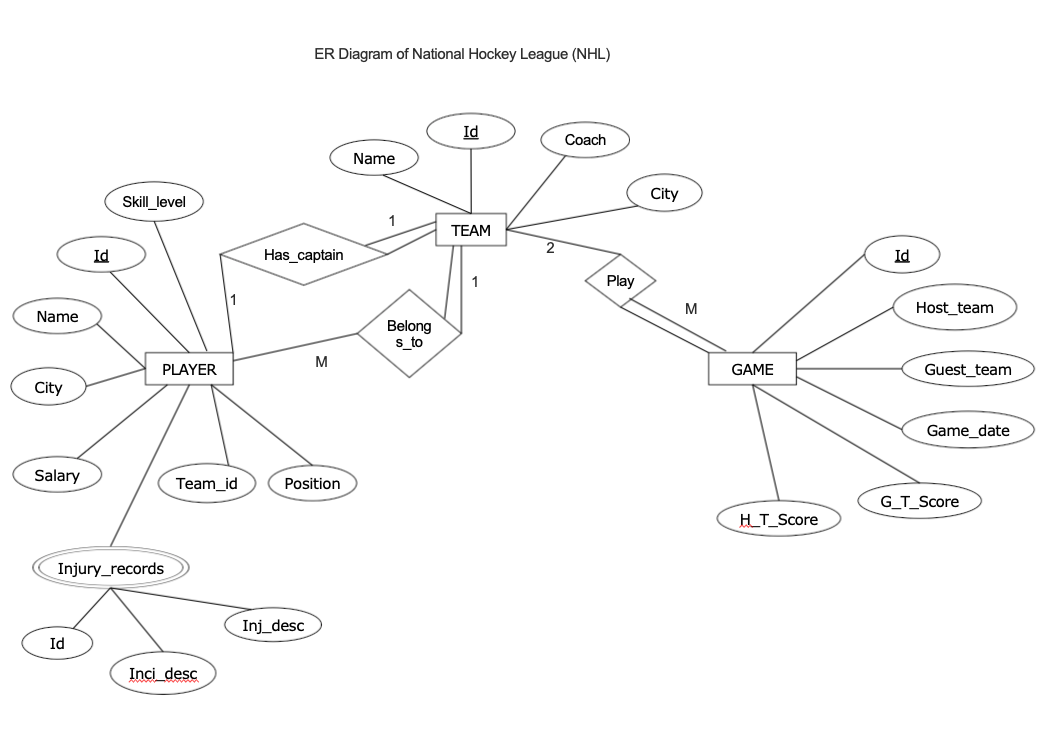 ER Diagram of National Hockey League (NHL)
Id
Coach
Name
City
Skill_level
TEAM
1
2
Has_captain
Id
Id
Play
1
1
M
Host_team
Name
Belong
s_to
M
PLAYER
GAME
Guest_team
City
Game_date
Salary
Team_id
Position
G_T_Score
H_T_Score
Injury_records
Inj_desc
Id
Inci_desc